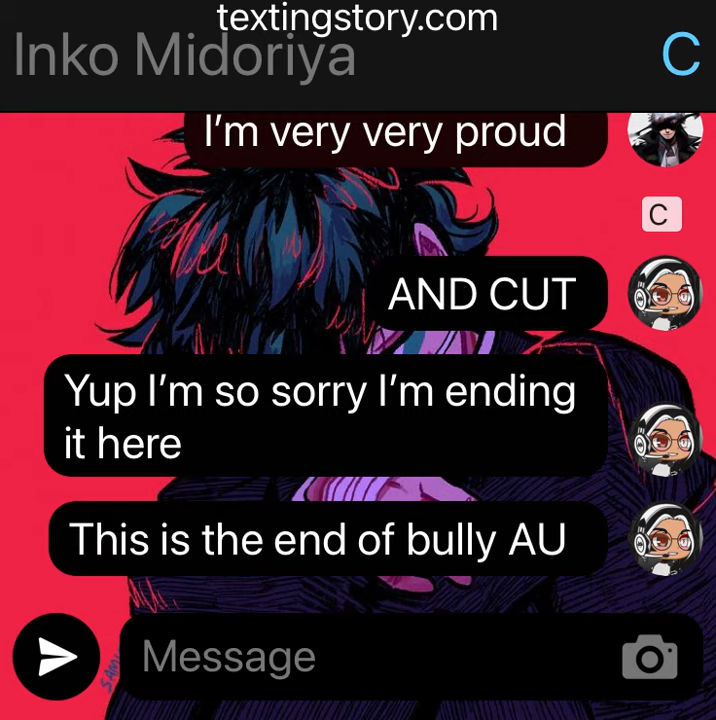 textingstory.com
Inko Midoriya
C
I'm very very proud
C
AND CUT
Yup I'm so sorry I'm ending
it here
This is the end of bully AU
Message